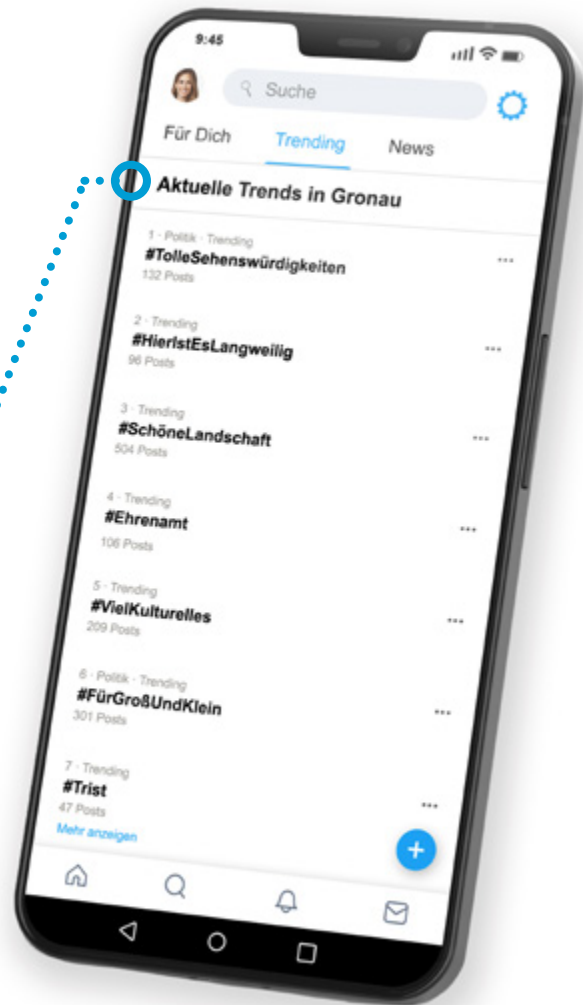 9:45
Suche
Für Dich Trending News
Aktuelle Trends in Gronau
1 · Politik · Trending
#TolleSehenswürdigkeiten
132 Posts
2 · Trending
#HierIstEsLangweilig
96 Posts
3 · Trending
#SchöneLandschaft
504 Posts
4 · Trending
#Ehrenamt
106 Posts
5 · Trending
#VielKulturelles
209 Posts
6 · Politik · Trending
#FürGroßUndKlein
301 Posts
7 · Trending
#Trist
47 Posts
Mehr anzeigen